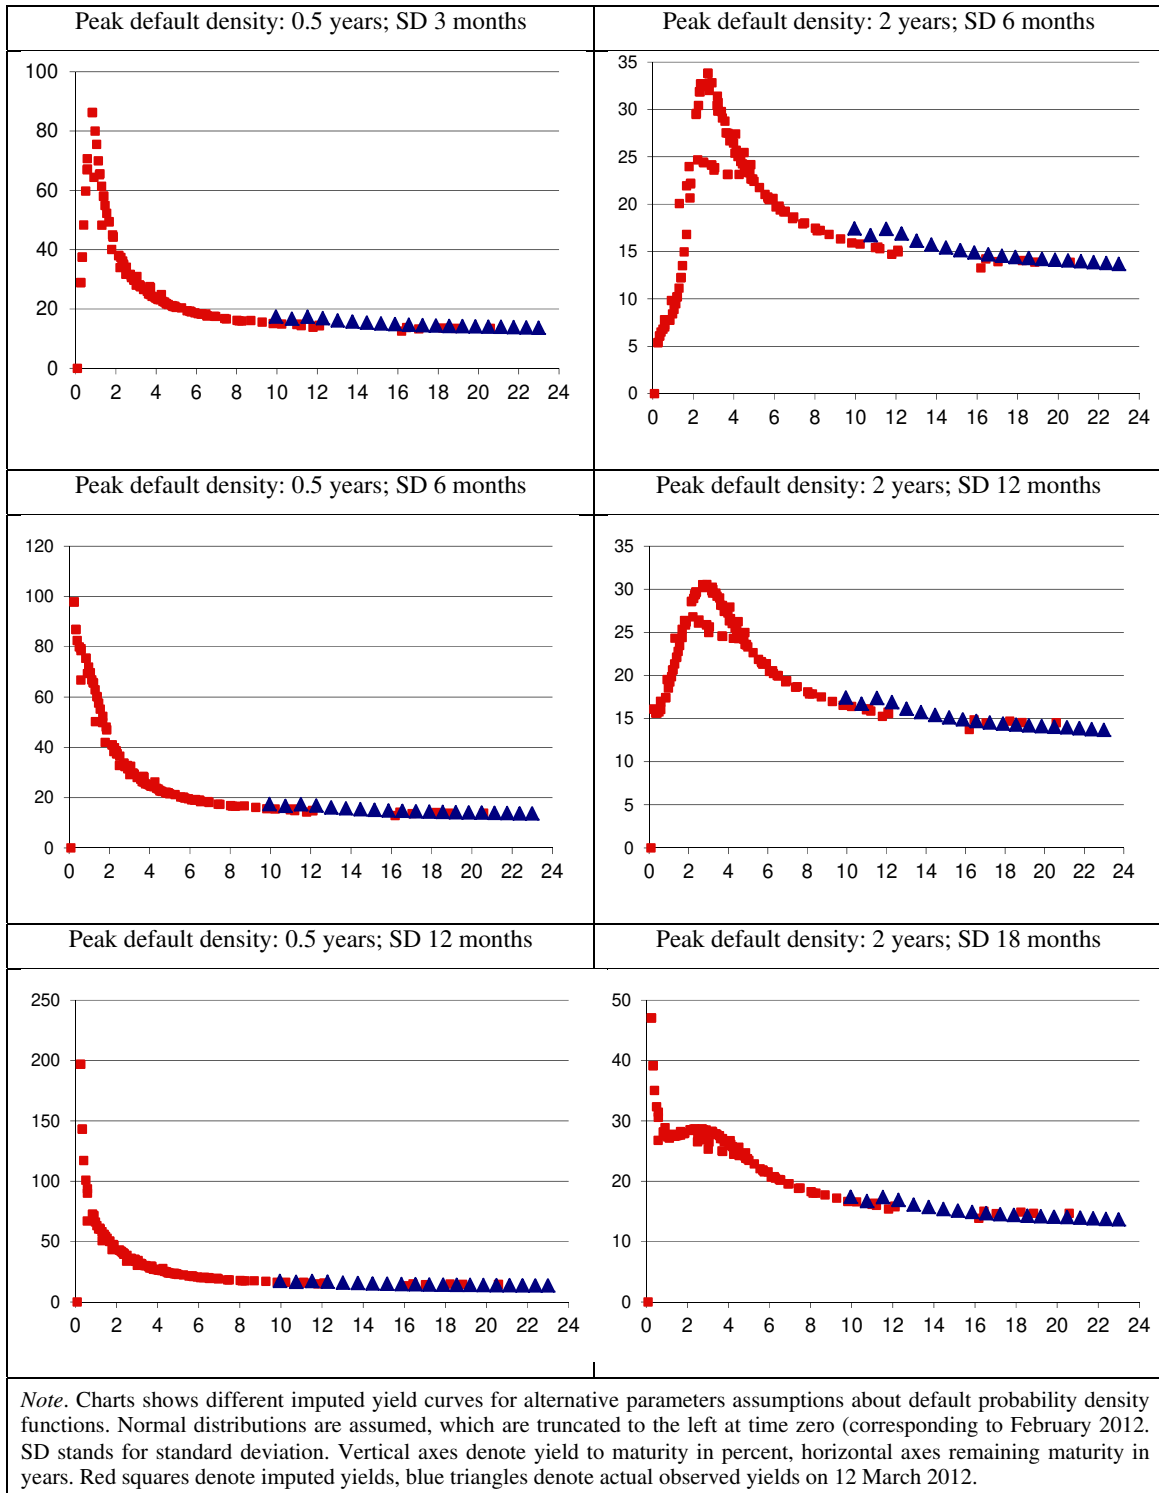 Peak default density: 0.5 years; SD 3 months
100
80
60
40
20
0
0 2 4 6 8 10 12 14 16 18 20 22 24
Peak default density: 2 years; SD 6 months
35
30
25
20
15
10
5
0
0 2 4 6 8 10 12 14 16 18 20 22 24
Peak default density: 0.5 years; SD 6 months
120
100
80
60
40
20
0
0 2 4 6 8 10 12 14 16 18 20 22 24
Peak default density: 2 years; SD 12 months
35
30
25
20
15
10
5
0
0 2 4 6 8 10 12 14 16 18 20 22 24
Peak default density: 0.5 years; SD 12 months
250
200
150
100
50
0
0 2 4 6 8 10 12 14 16 18 20 22 24
Peak default density: 2 years; SD 18 months
50
40
30
20
10
0
0 2 4 6 8 10 12 14 16 18 20 22 24
Note. Charts shows different imputed yield curves for alternative parameters assumptions about default probability density
functions. Normal distributions are assumed, which are truncated to the left at time zero (corresponding to February 2012.
SD stands for standard deviation. Vertical axes denote yield to maturity in percent, horizontal axes remaining maturity in
years. Red squares denote imputed yields, blue triangles denote actual observed yields on 12 March 2012.